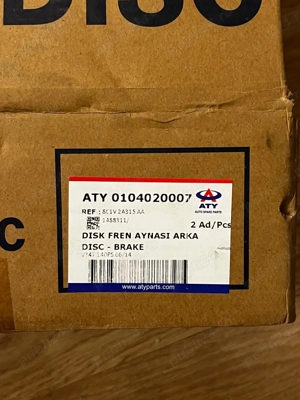 DISC
C
ATY 0104020007
ATY
AUTO SPARE PARTS
REF : 8C1V 2A315 AA
2 Ad/Pcs
DISK FREN AYNASI ARKA
DISC - BRAKE
www.atyparts.com